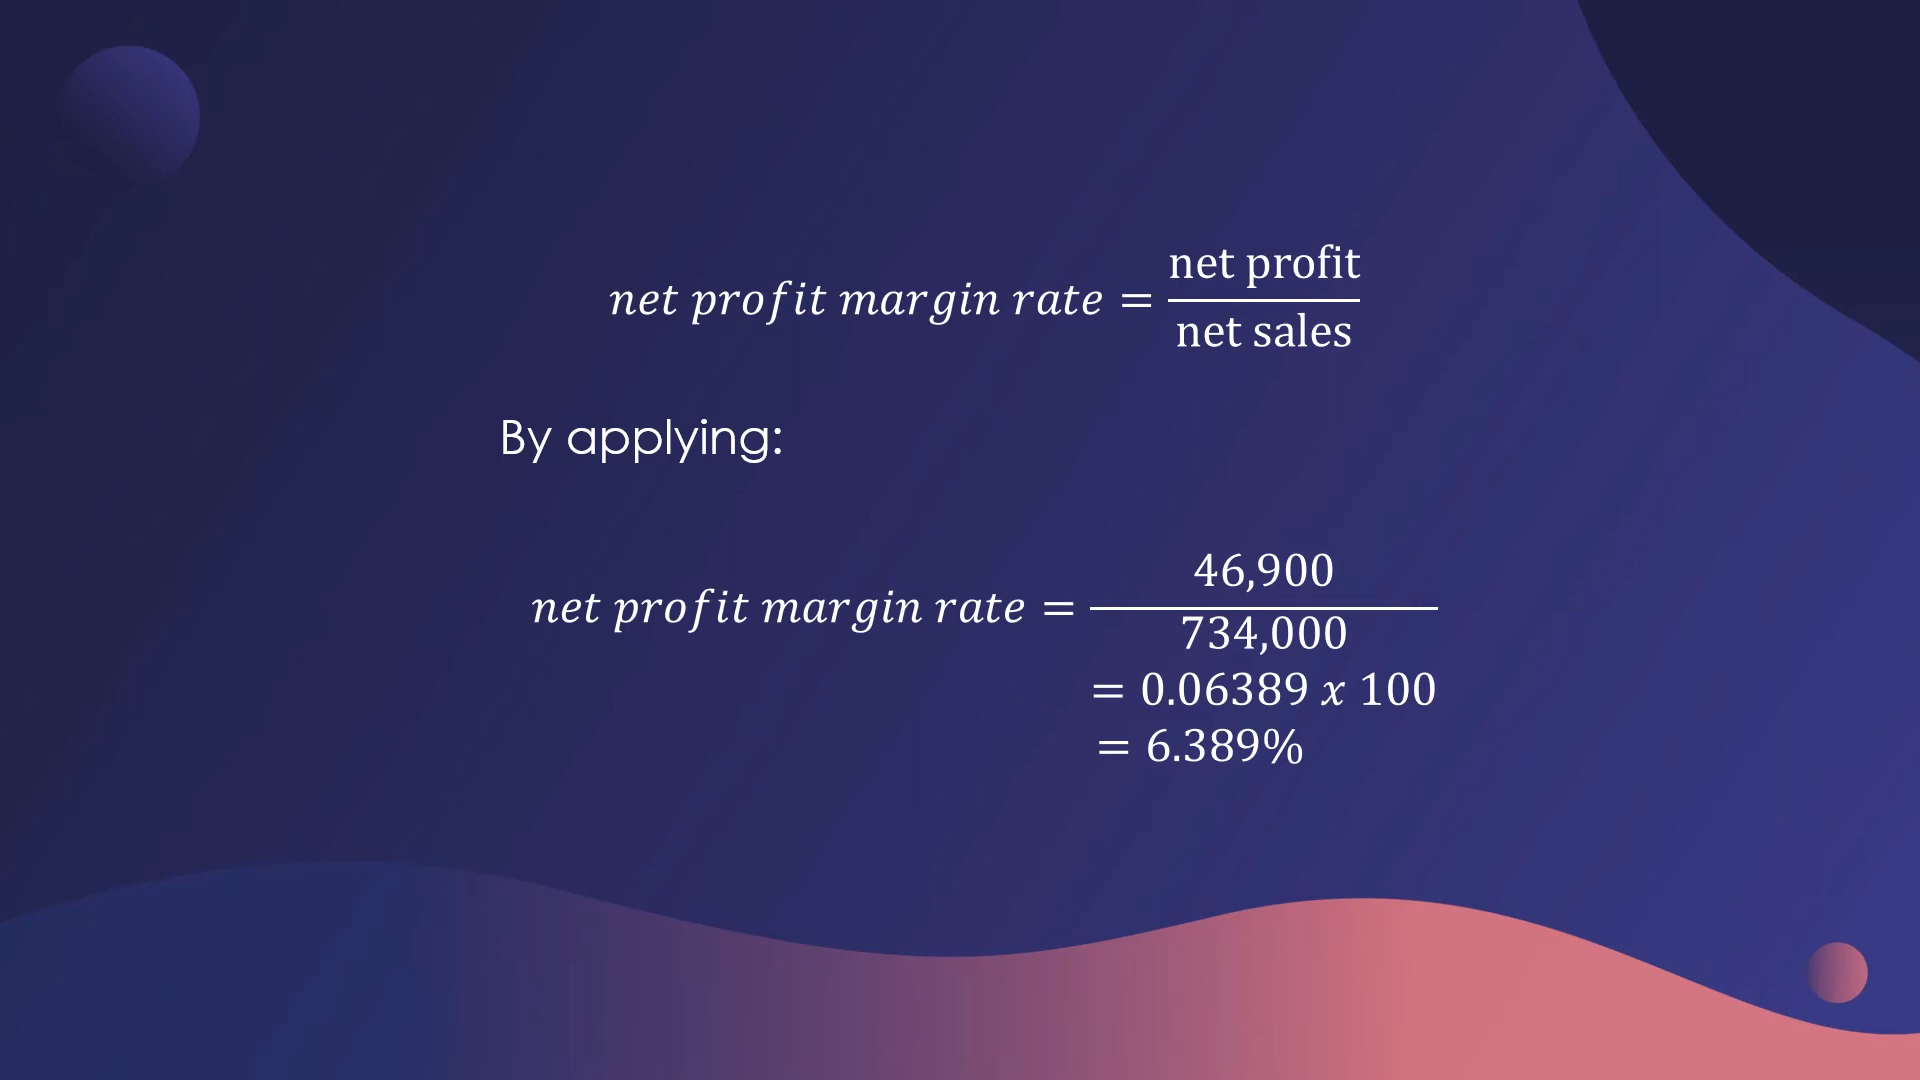 net profit margin rate = net profit / net sales
By applying:
net profit margin rate = 46,900 / 734,000
= 0.06389 x 100
= 6.389%